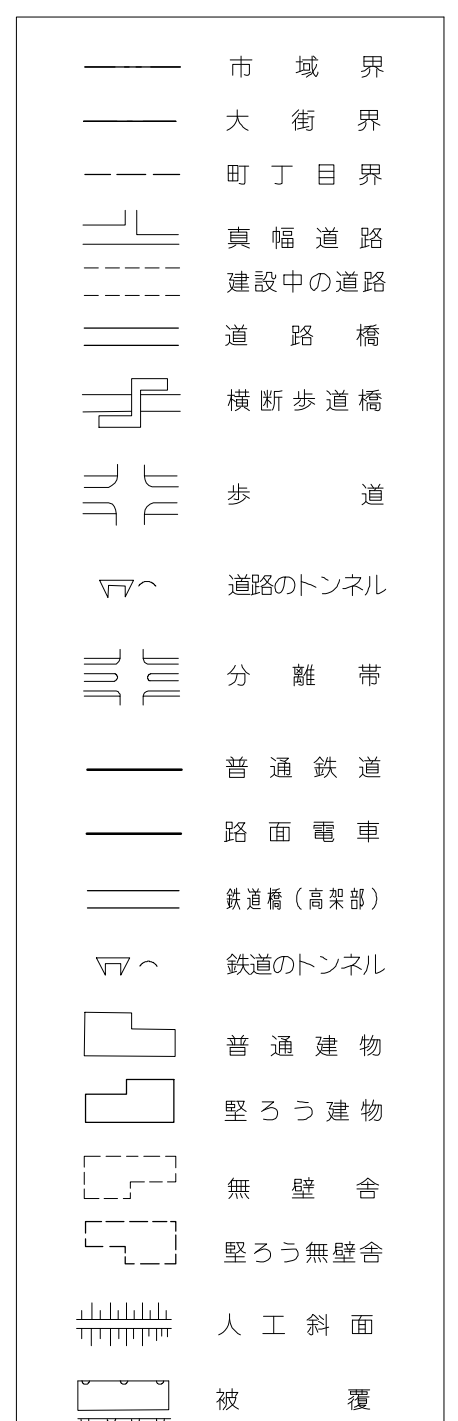 市域界
大街界
町丁目界
真幅道路
建設中の道路
道路橋
横断歩道橋
歩道
道路のトンネル
分離帯
普通鉄道
路面電車
鉄道橋(高架部)
鉄道のトンネル
普通建物
堅ろう建物
無壁舎
堅ろう無壁舎
人工斜面
被覆